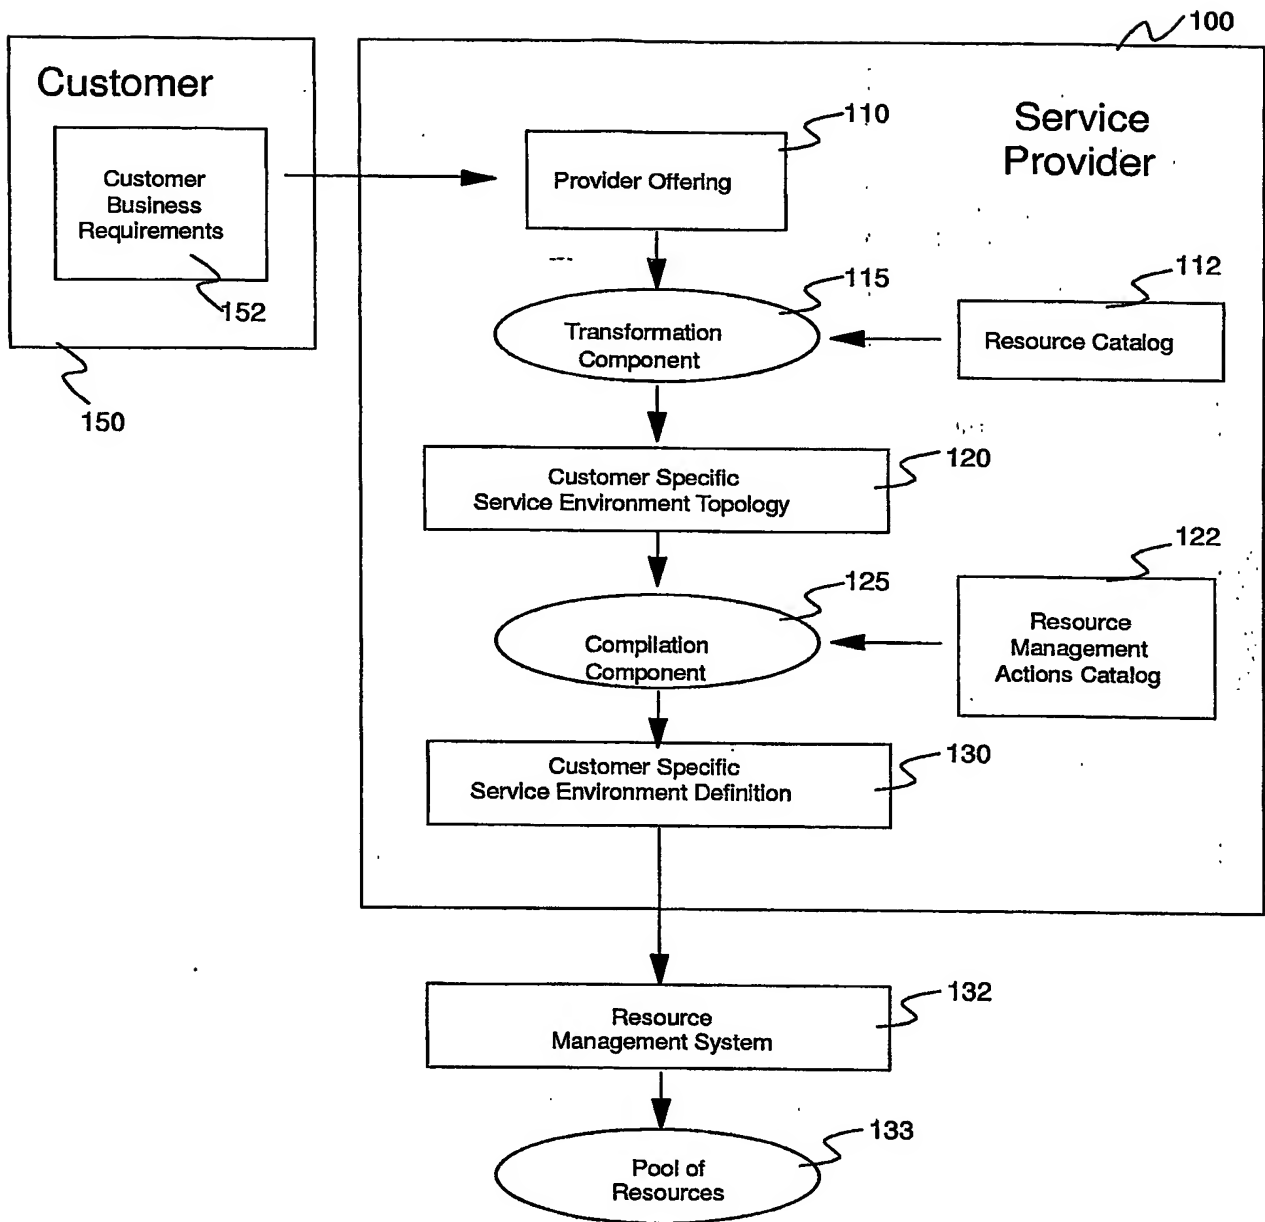 100
Customer
Service
Provider
110
Customer
Business
Requirements
Provider Offering
152
115
112
Transformation
Component
Resource Catalog
150
120
Customer Specific
Service Environment Topology
122
125
Resource
Management
Actions Catalog
Compilation
Component
130
Customer Specific
Service Environment Definition
132
Resource
Management System
133
Pool of
Resources